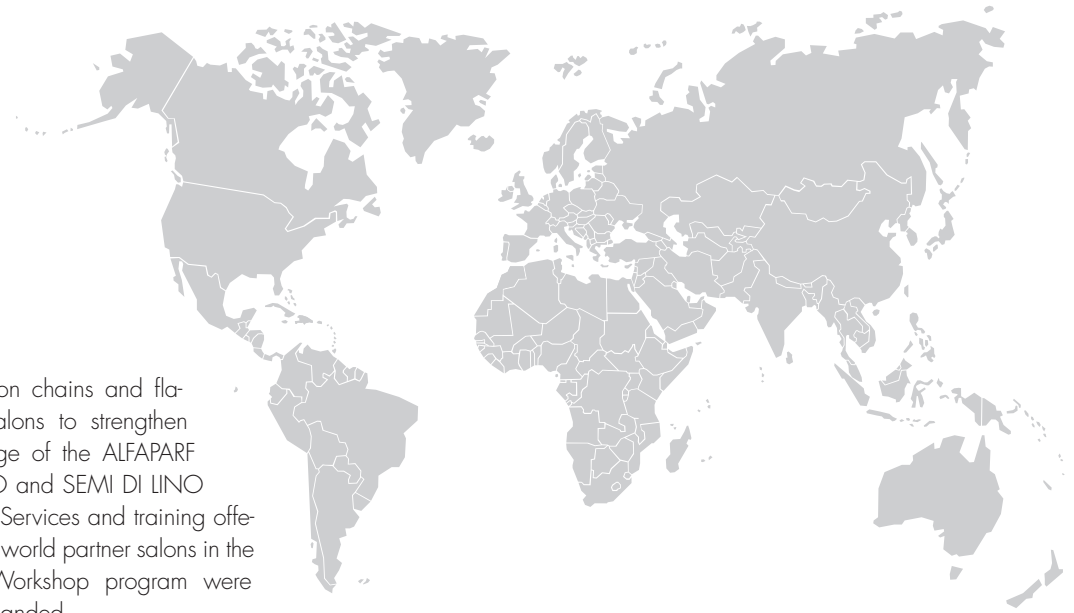 on chains and fla-
alons to strengthen
ge of the ALFAPARF
O and SEMI DI LINO
Services and training offe-
world partner salons in the
Workshop program were
anded